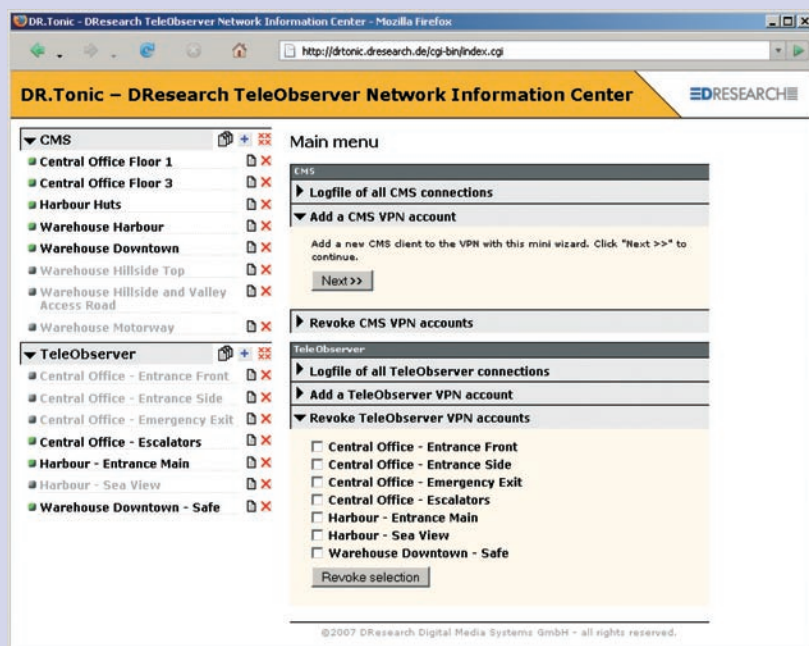 DR.Tonic - DResearch TeleObserver Network Information Center - Mozilla Firefox
http://drtonic.dresearch.de/cgi-bin/index.cgi
DR.Tonic – DResearch TeleObserver Network Information Center
DRESEARCH
CMS
Central Office Floor 1
Central Office Floor 3
Harbour Huts
Warehouse Harbour
Warehouse Downtown
Warehouse Hillside Top
Warehouse Hillside and Valley
Access Road
Warehouse Motorway
TeleObserver
Central Office - Entrance Front
Central Office - Entrance Side
Central Office - Emergency Exit
Central Office - Escalators
Harbour - Entrance Main
Harbour - Sea View
Warehouse Downtown - Safe
Main menu
CMS
Logfile of all CMS connections
Add a CMS VPN account
Add a new CMS client to the VPN with this mini wizard. Click "Next >>" to
continue.
Next >>
Revoke CMS VPN accounts
TeleObserver
Logfile of all TeleObserver connections
Add a TeleObserver VPN account
Revoke TeleObserver VPN accounts
Central Office - Entrance Front
Central Office - Entrance Side
Central Office - Emergency Exit
Central Office - Escalators
Harbour - Entrance Main
Harbour - Sea View
Warehouse Downtown - Safe
Revoke selection
©2007 DResearch Digital Media Systems GmbH - all rights reserved.